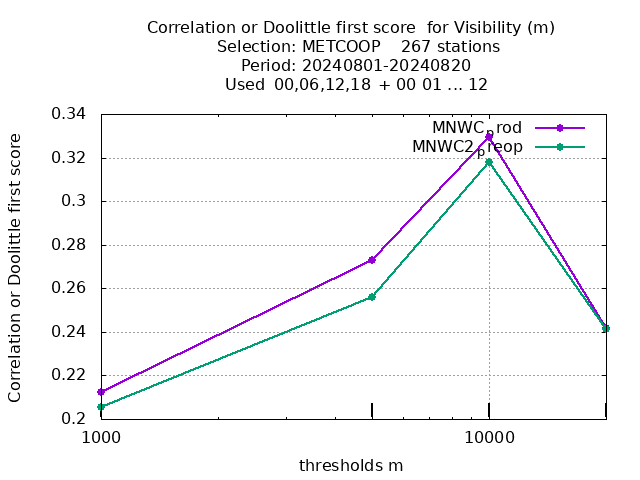 Correlation or Doolittle first score  for Visibility (m)
Selection: METCOOP    267 stations
Period: 20240801-20240820
Used  00,06,12,18  + 00 01 ... 12
Correlation or Doolittle first score
0.34
0.32
0.3
0.28
0.26
0.24
0.22
0.2
MNWCprod
MNWC2preop
1000
10000
thresholds m